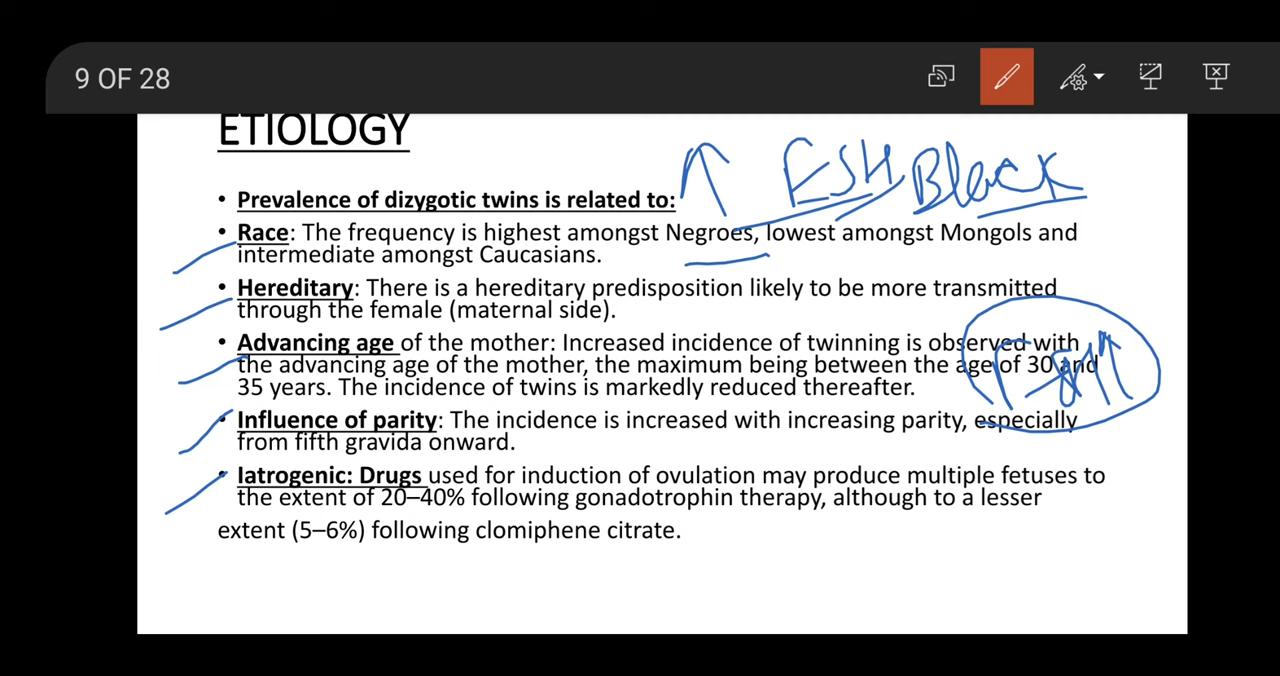 9 OF 28
ETIOLOGY
↑ FSH Black
• Prevalence of dizygotic twins is related to:
• Race: The frequency is highest amongst Negroes, lowest amongst Mongols and
intermediate amongst Caucasians.
• Hereditary: There is a hereditary predisposition likely to be more transmitted
through the female (maternal side).
• Advancing age of the mother: Increased incidence of twinning is observed with
the advancing age of the mother, the maximum being between the age of 30 and
35 years. The incidence of twins is markedly reduced thereafter.
• Influence of parity: The incidence is increased with increasing parity, especially
from fifth gravida onward.
• Iatrogenic: Drugs used for induction of ovulation may produce multiple fetuses to
the extent of 20–40% following gonadotrophin therapy, although to a lesser
extent (5–6%) following clomiphene citrate.